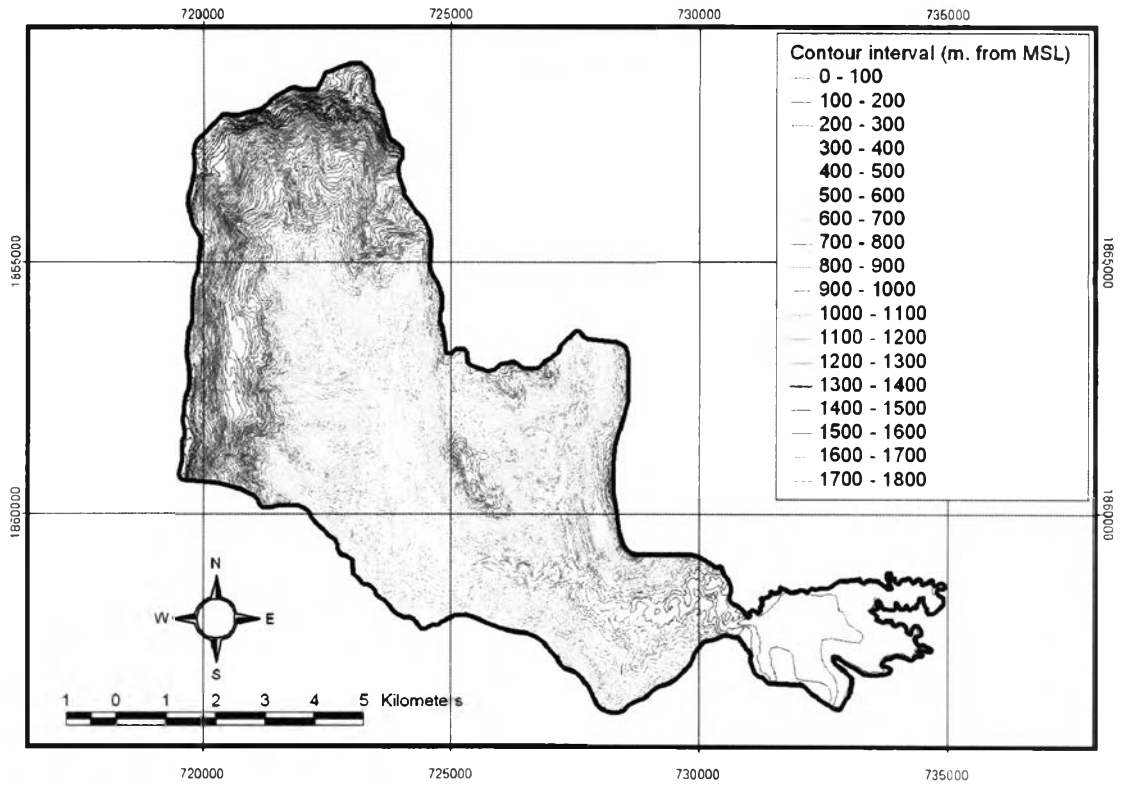 720000 725000 730000 735000
Contour interval (m. from MSL)
0 - 100
100 - 200
200 - 300
300 - 400
400 - 500
500 - 600
600 - 700
700 - 800
800 - 900
900 - 1000
1000 - 1100
1100 - 1200
1200 - 1300
1300 - 1400
1400 - 1500
1500 - 1600
1600 - 1700
1700 - 1800
1865000 1865000
1860000 1860000
N
W E
S
1 0 1 2 3 4 5 Kilometers
720000 725000 730000 735000